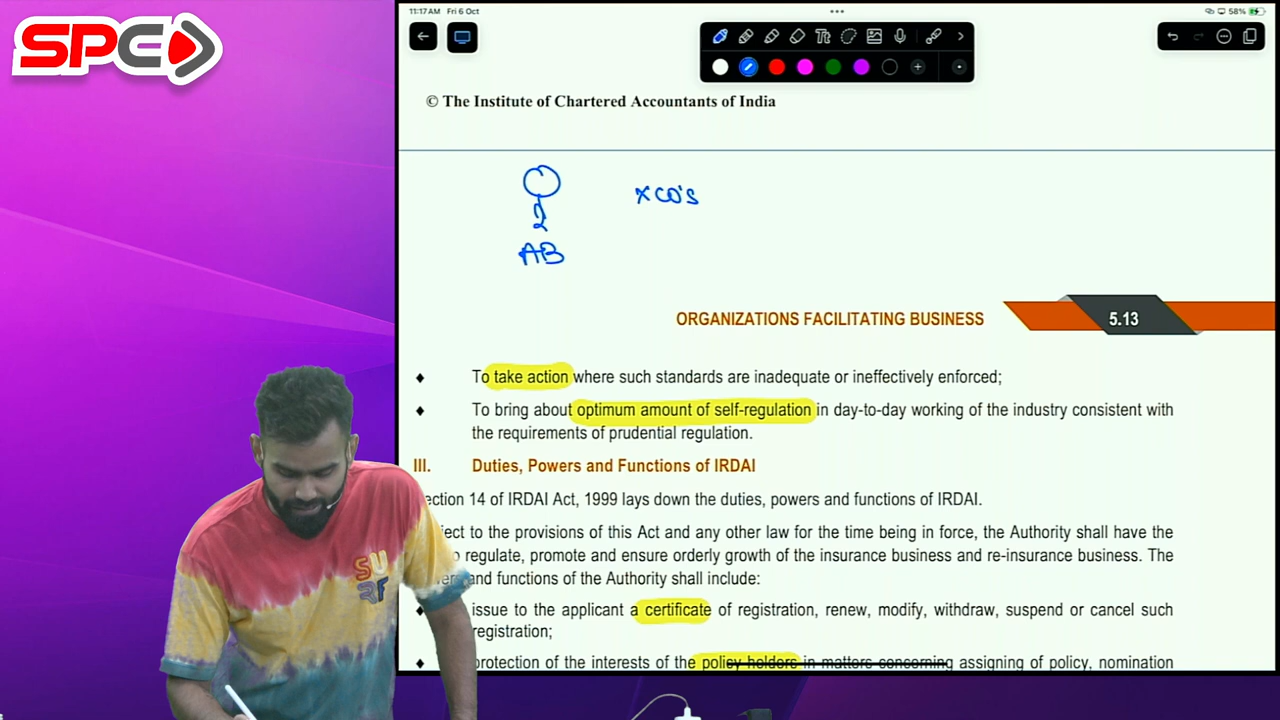 SPC
11:17 AM Fri 6 Oct
58%
© The Institute of Chartered Accountants of India
2
AB
x co's
ORGANIZATIONS FACILITATING BUSINESS 5.13
♦ To take action where such standards are inadequate or ineffectively enforced;
♦ To bring about optimum amount of self-regulation in day-to-day working of the industry consistent with
the requirements of prudential regulation.
III. Duties, Powers and Functions of IRDAI
ection 14 of IRDAI Act, 1999 lays down the duties, powers and functions of IRDAI.
ject to the provisions of this Act and any other law for the time being in force, the Authority shall have the
o regulate, promote and ensure orderly growth of the insurance business and re-insurance business. The
and functions of the Authority shall include:
♦ issue to the applicant a certificate of registration, renew, modify, withdraw, suspend or cancel such
registration;
♦ protection of the interests of the policy holders in matters concerning assigning of policy, nomination
SURF